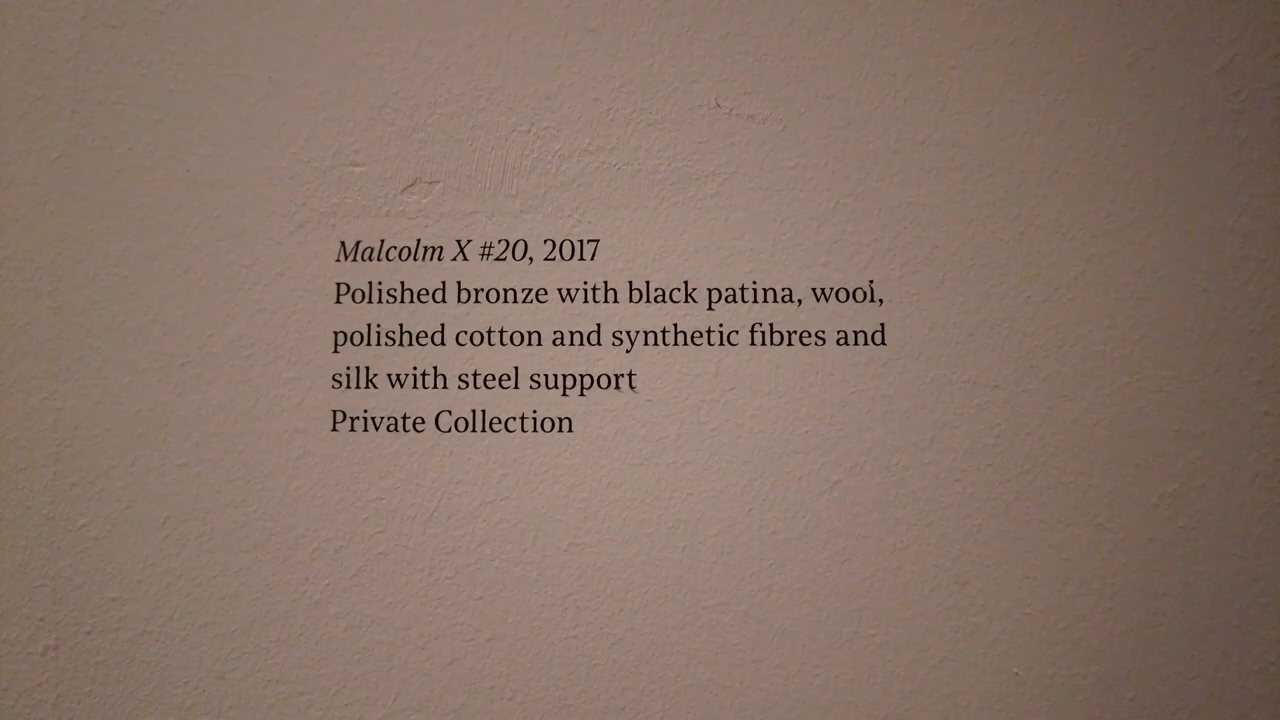 Malcolm X #20, 2017
Polished bronze with black patina, wool,
polished cotton and synthetic fibres and
silk with steel support
Private Collection